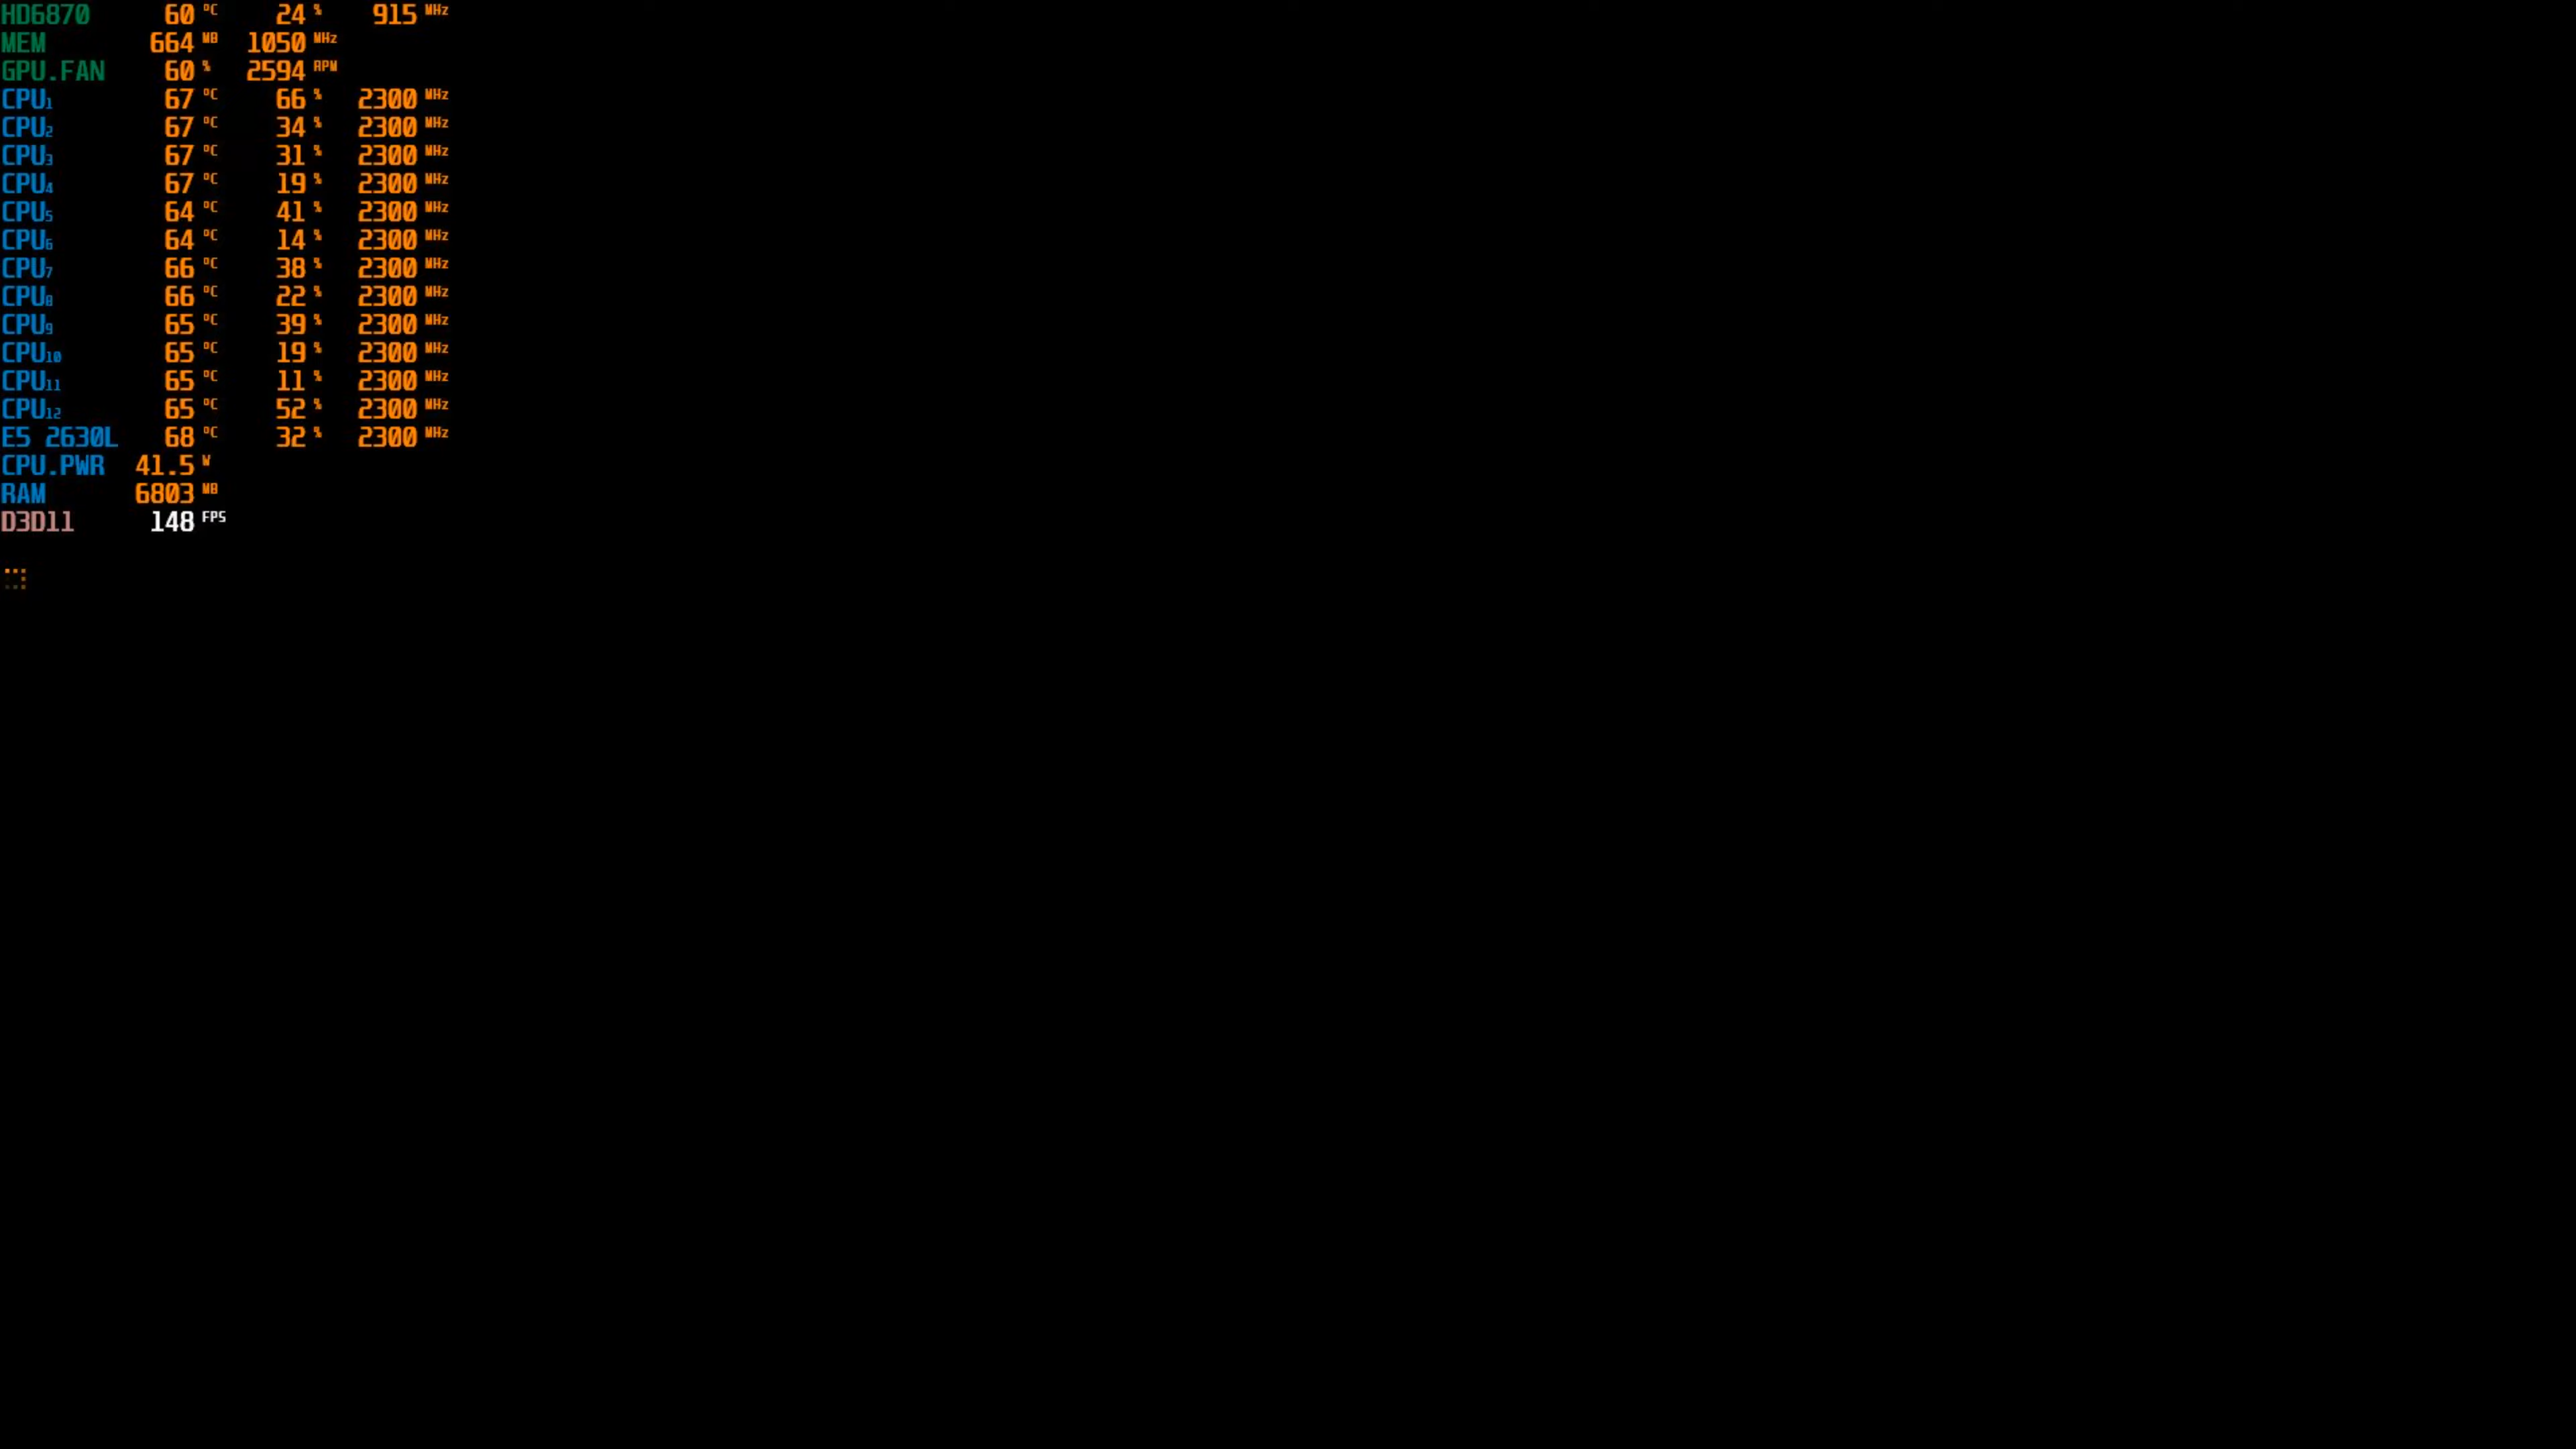 HD6870 60 °C 24 % 915 MHz
MEM 664 MB 1050 MHz
GPU.FAN 60 % 2594 RPM
CPU1 67 °C 66 % 2300 MHz
CPU2 67 °C 34 % 2300 MHz
CPU3 67 °C 31 % 2300 MHz
CPU4 67 °C 19 % 2300 MHz
CPU5 64 °C 41 % 2300 MHz
CPU6 64 °C 14 % 2300 MHz
CPU7 66 °C 38 % 2300 MHz
CPU8 66 °C 22 % 2300 MHz
CPU9 65 °C 39 % 2300 MHz
CPU10 65 °C 19 % 2300 MHz
CPU11 65 °C 11 % 2300 MHz
CPU12 65 °C 52 % 2300 MHz
E5 2630L 68 °C 32 % 2300 MHz
CPU.PWR 41.5 W
RAM 6803 MB
D3D11 148 FPS